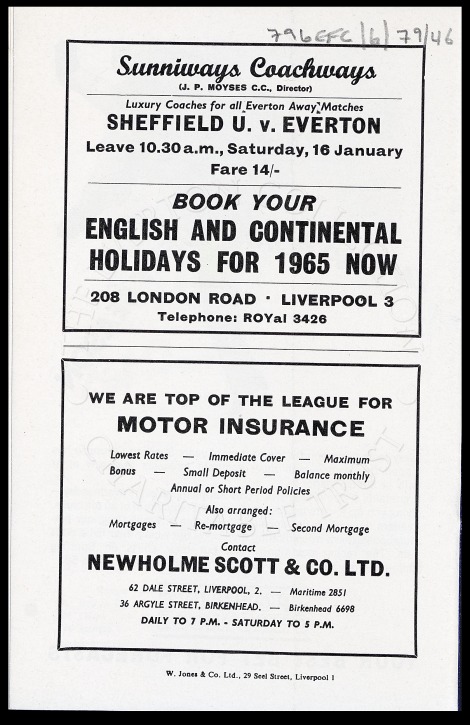 796EFC/6/79/46
Sunniways Coachways
(J. P. MOYSES C.C., Director)
Luxury Coaches for all Everton Away Matches
SHEFFIELD U. v. EVERTON
Leave 10.30 a.m., Saturday, 16 January
Fare 14/-
BOOK YOUR
ENGLISH AND CONTINENTAL
HOLIDAYS FOR 1965 NOW
208 LONDON ROAD · LIVERPOOL 3
Telephone: ROYal 3426
WE ARE TOP OF THE LEAGUE FOR
MOTOR INSURANCE
Lowest Rates — Immediate Cover — Maximum
Bonus — Small Deposit — Balance monthly
Annual or Short Period Policies
Also arranged:
Mortgages — Re-mortgage — Second Mortgage
Contact
NEWHOLME SCOTT & CO. LTD.
62 DALE STREET, LIVERPOOL, 2. — Maritime 2851
36 ARGYLE STREET, BIRKENHEAD. — Birkenhead 6698
DAILY TO 7 P.M. - SATURDAY TO 5 P.M.
W. Jones & Co. Ltd., 29 Seel Street, Liverpool 1
THE EVERTON COLLECTION
CHARITABLE TRUST